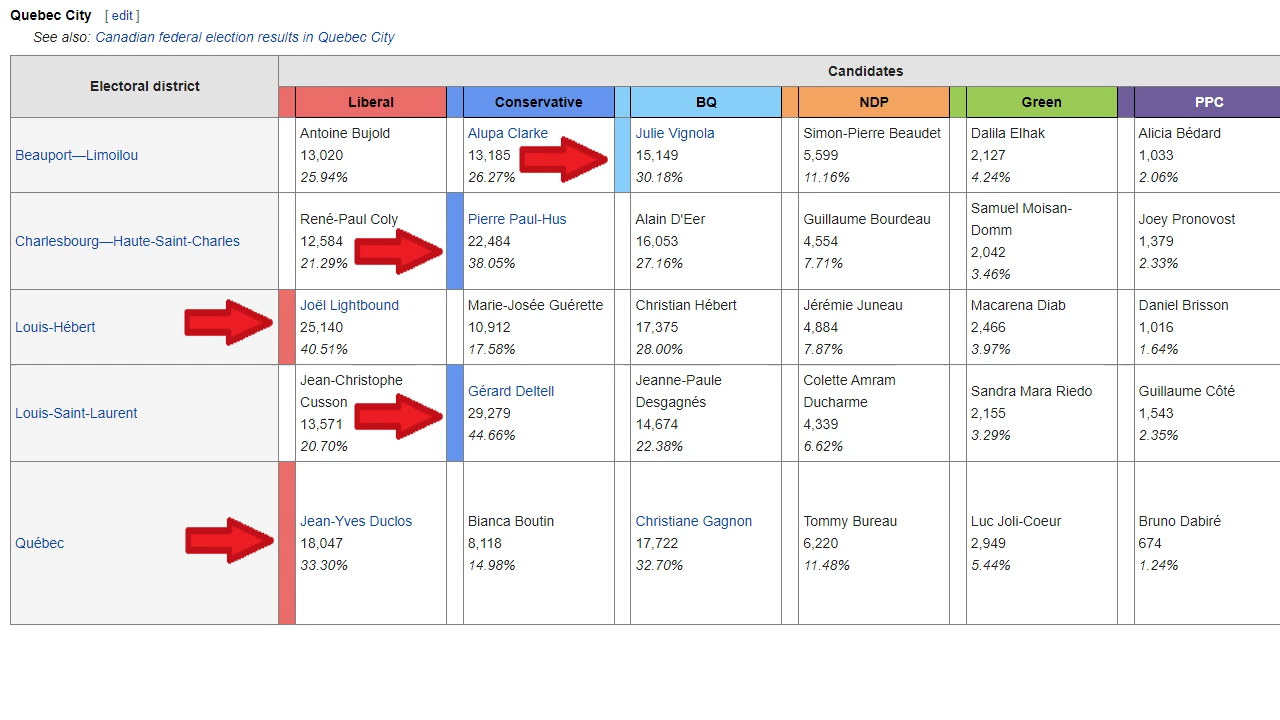 Quebec City [ edit ]
See also: Canadian federal election results in Quebec City
Electoral district
Candidates
Liberal
Conservative
BQ
NDP
Green
PPC
Beauport—Limoilou
Antoine Bujold
13,020
25.94%
Alupa Clarke
13,185
26.27%
Julie Vignola
15,149
30.18%
Simon-Pierre Beaudet
5,599
11.16%
Dalila Elhak
2,127
4.24%
Alicia Bédard
1,033
2.06%
Charlesbourg—Haute-Saint-Charles
René-Paul Coly
12,584
21.29%
Pierre Paul-Hus
22,484
38.05%
Alain D'Eer
16,053
27.16%
Guillaume Bourdeau
4,554
7.71%
Samuel Moisan-
Domm
2,042
3.46%
Joey Pronovost
1,379
2.33%
Louis-Hébert
Joël Lightbound
25,140
40.51%
Marie-Josée Guérette
10,912
17.58%
Christian Hébert
17,375
28.00%
Jérémie Juneau
4,884
7.87%
Macarena Diab
2,466
3.97%
Daniel Brisson
1,016
1.64%
Louis-Saint-Laurent
Jean-Christophe
Cusson
13,571
20.70%
Gérard Deltell
29,279
44.66%
Jeanne-Paule
Desgagnés
14,674
22.38%
Colette Amram
Ducharme
4,339
6.62%
Sandra Mara Riedo
2,155
3.29%
Guillaume Côté
1,543
2.35%
Québec
Jean-Yves Duclos
18,047
33.30%
Bianca Boutin
8,118
14.98%
Christiane Gagnon
17,722
32.70%
Tommy Bureau
6,220
11.48%
Luc Joli-Coeur
2,949
5.44%
Bruno Dabiré
674
1.24%